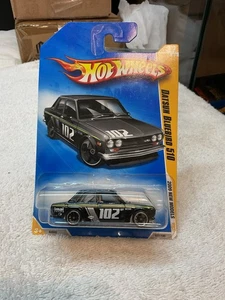 HOT WHEELS
DATSUN BLUEBIRD 510
2009 NEW MODELS
102
102